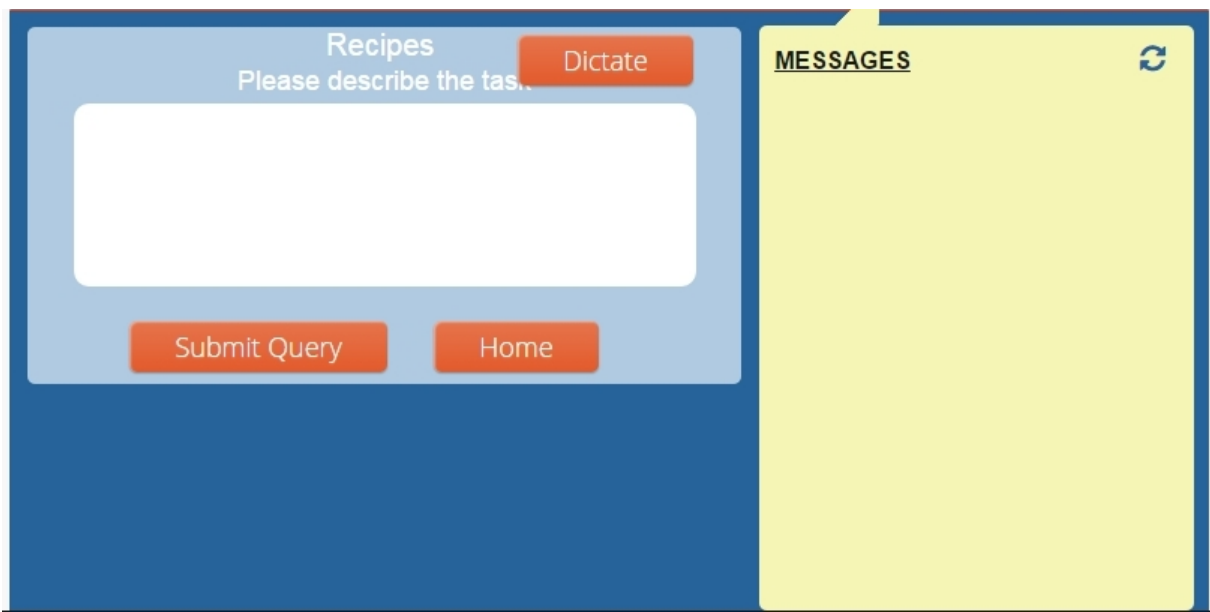 Recipes
Please describe the task
Dictate
Submit Query
Home
MESSAGES